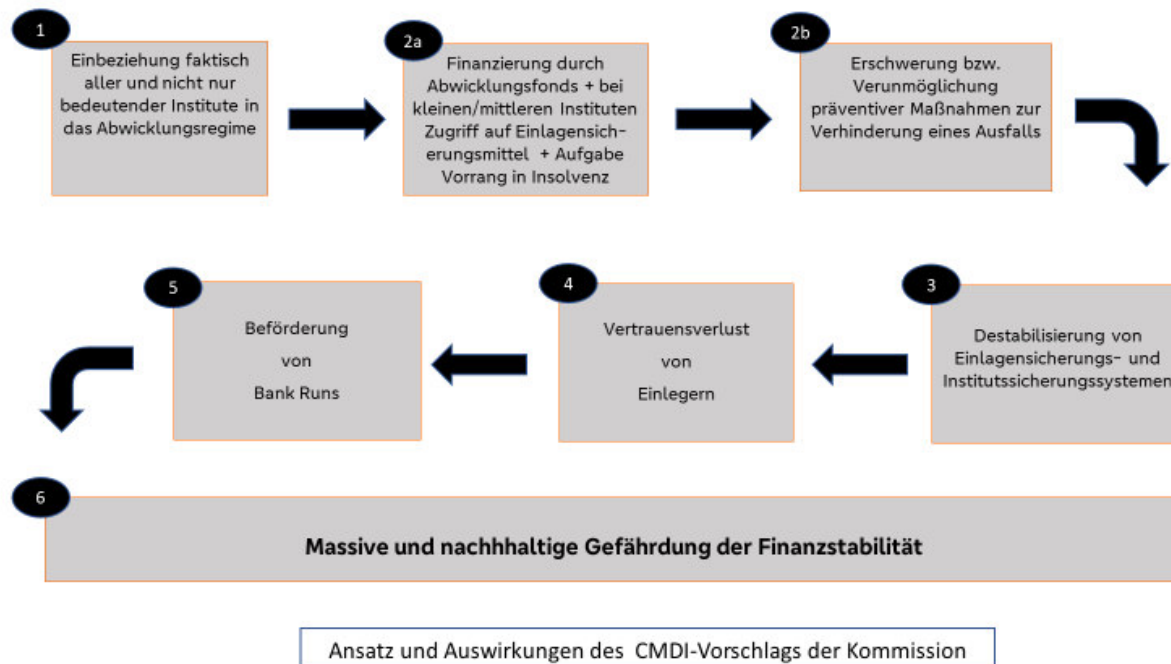 1
Einbeziehung faktisch
aller und nicht nur
bedeutender Institute in
das Abwicklungsregime
2a
Finanzierung durch
Abwicklungsfonds + bei
kleinen/mittleren Instituten
Zugriff auf Einlagensich-
erungsmittel + Aufgabe
Vorrang in Insolvenz
2b
Erschwerung bzw.
Verunmöglichung
präventiver Maßnahmen zur
Verhinderung eines Ausfalls
3
Destabilisierung von
Einlagensicherungs- und
Institutssicherungssystemen
4
Vertrauensverlust
von
Einlegern
5
Beförderung
von
Bank Runs
6
Massive und nachhhaltige Gefährdung der Finanzstabilität
Ansatz und Auswirkungen des CMDI-Vorschlags der Kommission